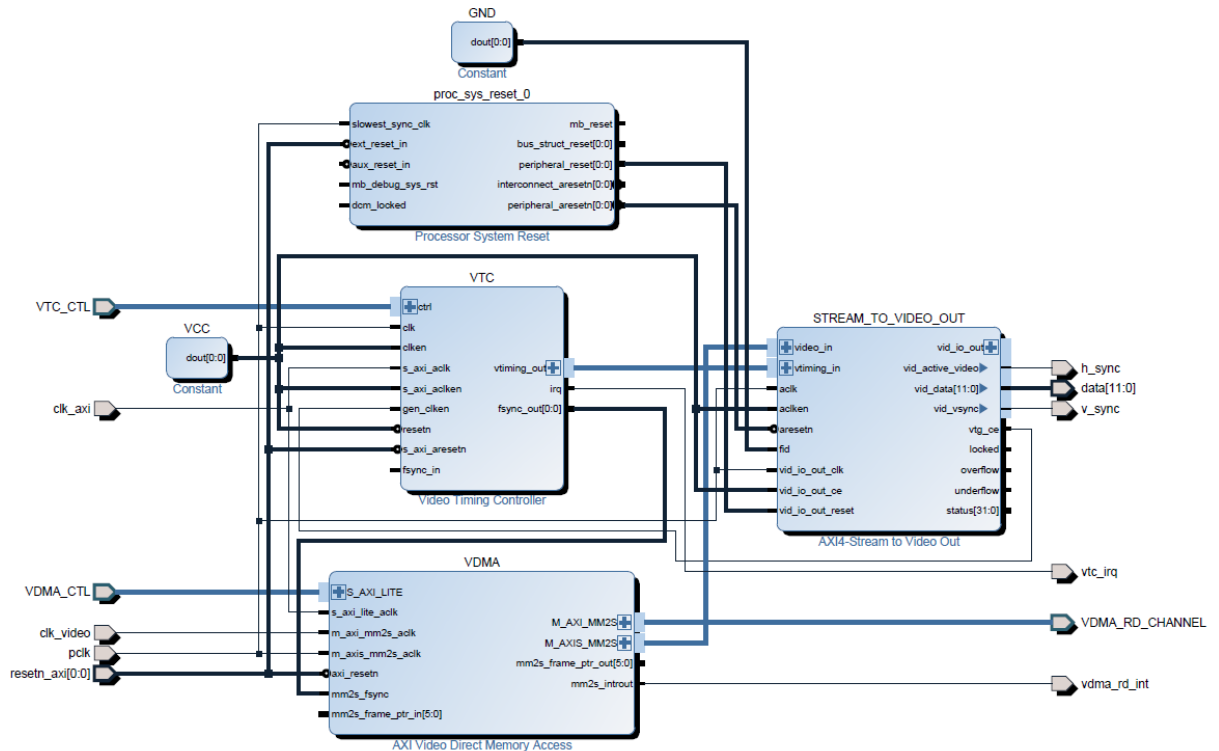 GND
dout[0:0]
Constant
proc_sys_reset_0
slowest_sync_clk
ext_reset_in
aux_reset_in
mb_debug_sys_rst
dcm_locked
mb_reset
bus_struct_reset[0:0]
peripheral_reset[0:0]
interconnect_aresetn[0:0]
peripheral_aresetn[0:0]
Processor System Reset
VTC_CTL
VCC
dout[0:0]
Constant
clk_axi
VTC
ctrl
clk
clken
s_axi_aclk
s_axi_aclken
gen_clken
resetn
s_axi_aresetn
fsync_in
vtiming_out
irq
fsync_out[0:0]
Video Timing Controller
STREAM_TO_VIDEO_OUT
video_in
vtiming_in
aclk
aclken
aresetn
fid
vid_io_out_clk
vid_io_out_ce
vid_io_out_reset
vid_io_out
vid_active_video
vid_data[11:0]
vid_vsync
vtg_ce
locked
overflow
underflow
status[31:0]
AXI4-Stream to Video Out
h_sync
data[11:0]
v_sync
vtc_irq
VDMA_CTL
clk_video
pclk
resetn_axi[0:0]
VDMA
S_AXI_LITE
s_axi_lite_aclk
m_axi_mm2s_aclk
m_axis_mm2s_aclk
axi_resetn
mm2s_fsync
mm2s_frame_ptr_in[5:0]
M_AXI_MM2S
M_AXIS_MM2S
mm2s_frame_ptr_out[5:0]
mm2s_introut
AXI Video Direct Memory Access
VDMA_RD_CHANNEL
vdma_rd_int